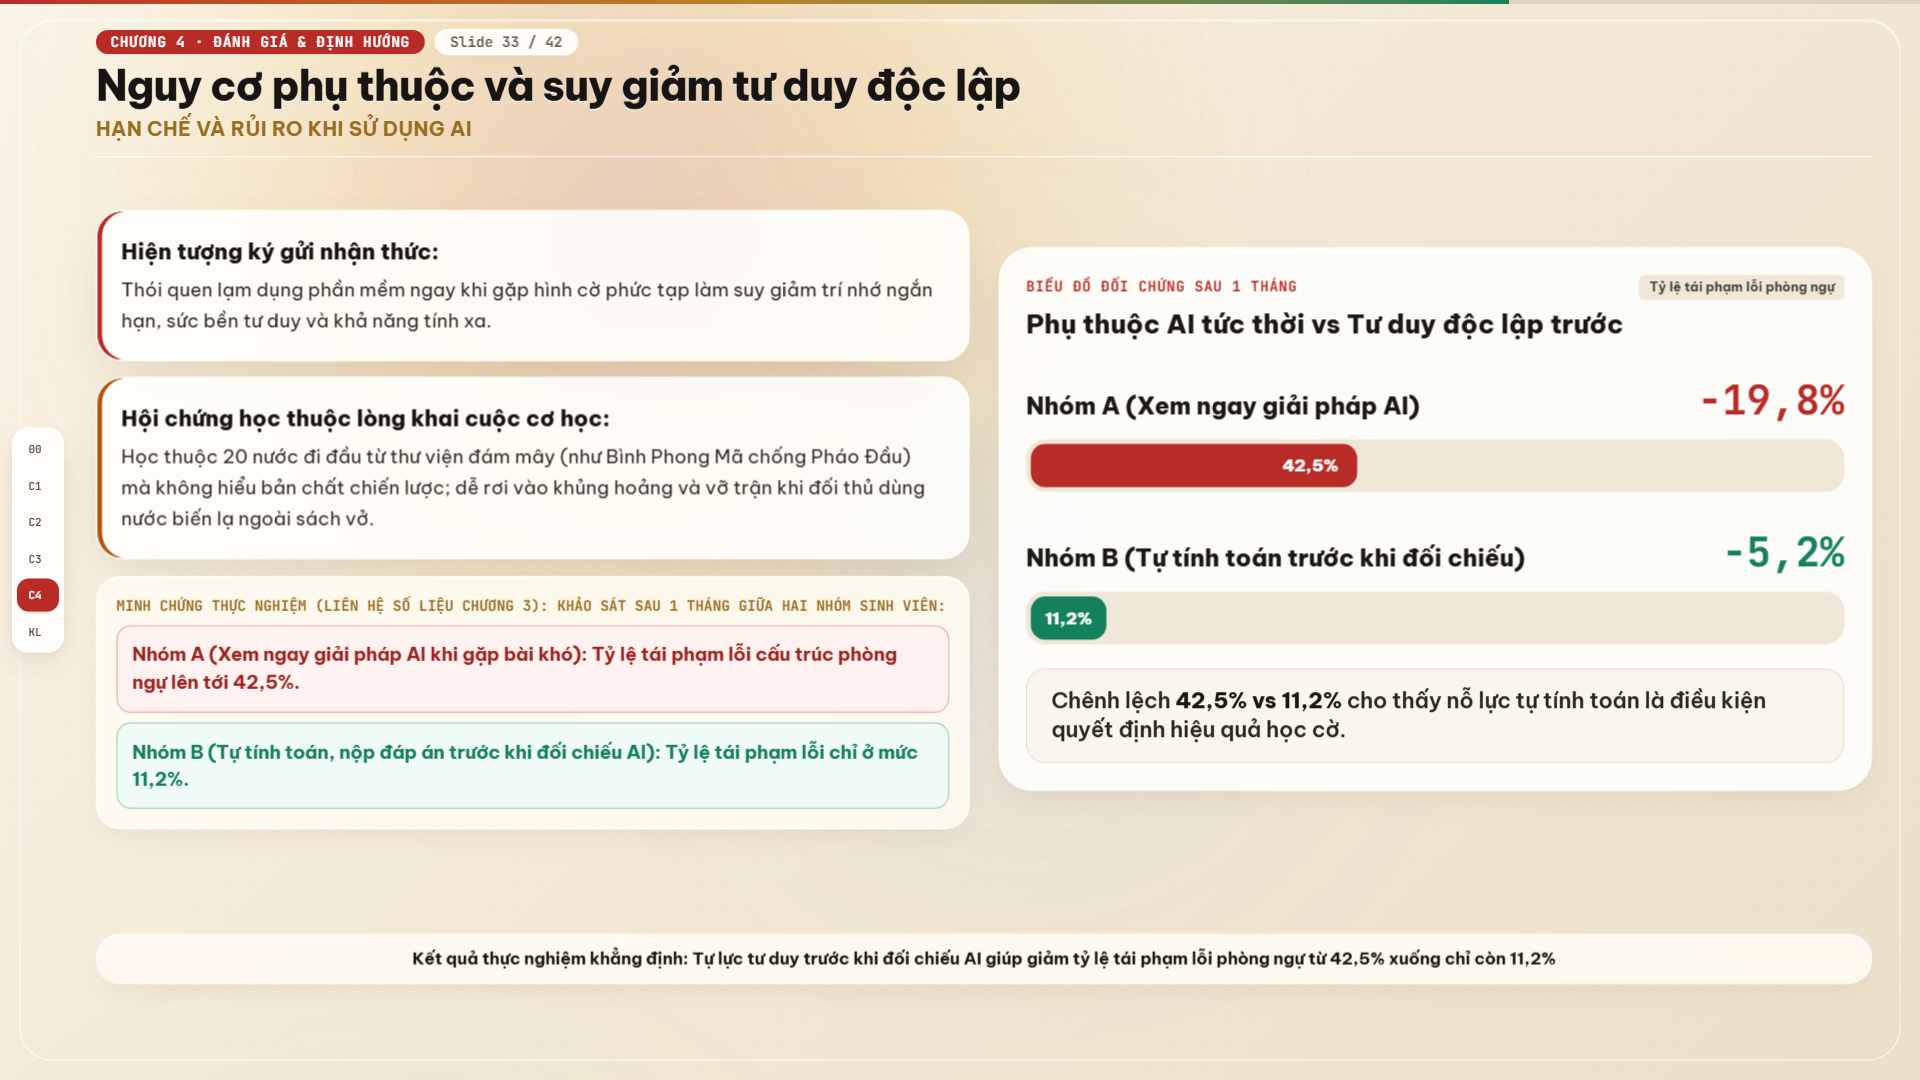 CHƯƠNG 4 · ĐÁNH GIÁ & ĐỊNH HƯỚNG
Slide 33 / 42
Nguy cơ phụ thuộc và suy giảm tư duy độc lập
HẠN CHẾ VÀ RỦI RO KHI SỬ DỤNG AI
00
C1
C2
C3
C4
KL
Hiện tượng ký gửi nhận thức:
Thói quen lạm dụng phần mềm ngay khi gặp hình cờ phức tạp làm suy giảm trí nhớ ngắn
hạn, sức bền tư duy và khả năng tính xa.
Hội chứng học thuộc lòng khai cuộc cơ học:
Học thuộc 20 nước đi đầu từ thư viện đám mây (như Bình Phong Mã chống Pháo Đầu)
mà không hiểu bản chất chiến lược; dễ rơi vào khủng hoảng và vỡ trận khi đối thủ dùng
nước biến lạ ngoài sách vở.
MINH CHỨNG THỰC NGHIỆM (LIÊN HỆ SỐ LIỆU CHƯƠNG 3): KHẢO SÁT SAU 1 THÁNG GIỮA HAI NHÓM SINH VIÊN:
Nhóm A (Xem ngay giải pháp AI khi gặp bài khó): Tỷ lệ tái phạm lỗi cấu trúc phòng
ngự lên tới 42,5%.
Nhóm B (Tự tính toán, nộp đáp án trước khi đối chiếu AI): Tỷ lệ tái phạm lỗi chỉ ở mức
11,2%.
BIỂU ĐỒ ĐỐI CHỨNG SAU 1 THÁNG
Tỷ lệ tái phạm lỗi phòng ngự
Phụ thuộc AI tức thời vs Tư duy độc lập trước
Nhóm A (Xem ngay giải pháp AI)
-19,8%
42,5%
Nhóm B (Tự tính toán trước khi đối chiếu)
-5,2%
11,2%
Chênh lệch 42,5% vs 11,2% cho thấy nỗ lực tự tính toán là điều kiện
quyết định hiệu quả học cờ.
Kết quả thực nghiệm khẳng định: Tự lực tư duy trước khi đối chiếu AI giúp giảm tỷ lệ tái phạm lỗi phòng ngự từ 42,5% xuống chỉ còn 11,2%